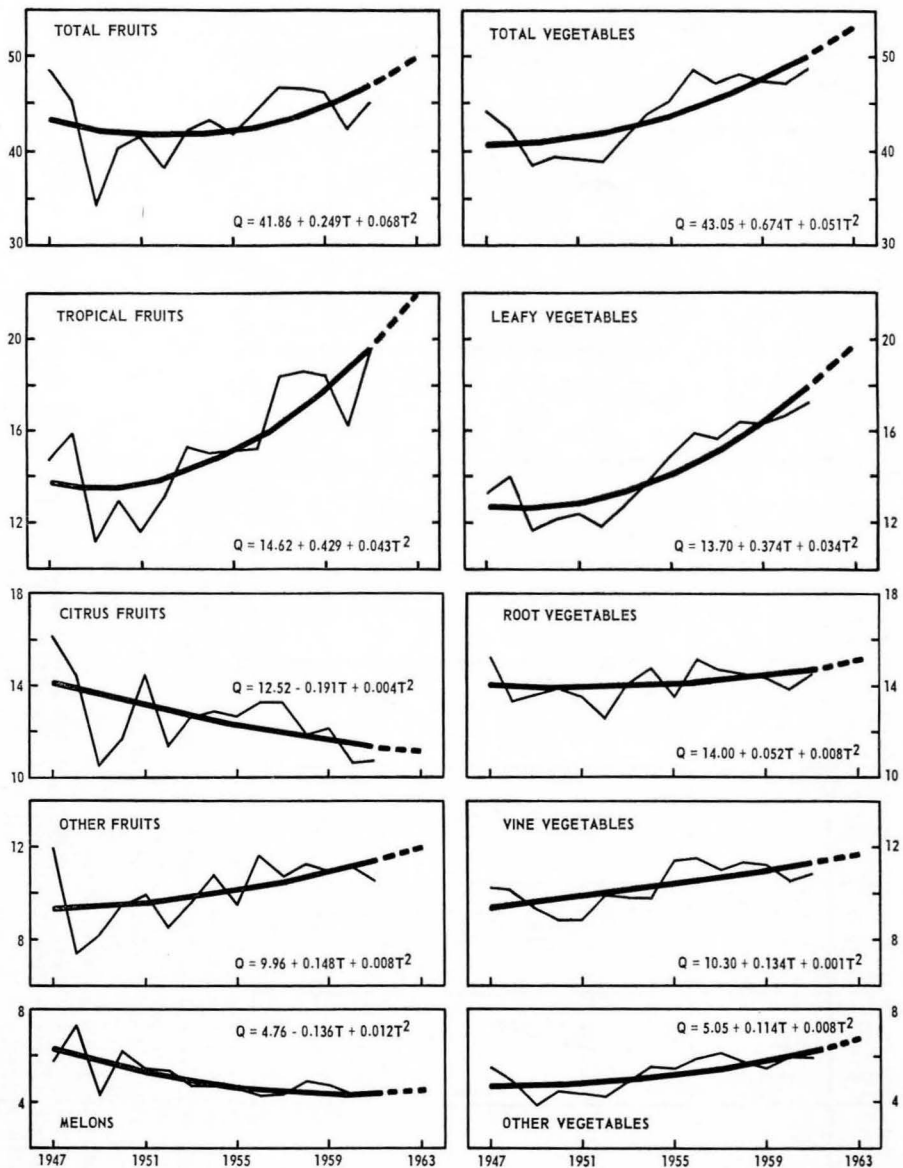 TOTAL FRUITS
50
40
30
Q = 41.86 + 0.249T + 0.068T²
TOTAL VEGETABLES
50
40
30
Q = 43.05 + 0.674T + 0.051T²
TROPICAL FRUITS
20
16
12
Q = 14.62 + 0.429 + 0.043T²
LEAFY VEGETABLES
20
16
12
Q = 13.70 + 0.374T + 0.034T²
CITRUS FRUITS
18
14
10
Q = 12.52 - 0.191T + 0.004T²
ROOT VEGETABLES
18
14
10
Q = 14.00 + 0.052T + 0.008T²
OTHER FRUITS
12
8
Q = 9.96 + 0.148T + 0.008T²
VINE VEGETABLES
12
8
Q = 10.30 + 0.134T + 0.001T²
8
Q = 4.76 - 0.136T + 0.012T²
4
MELONS
1947 1951 1955 1959 1963
Q = 5.05 + 0.114T + 0.008T²
8
4
OTHER VEGETABLES
1947 1951 1955 1959 1963